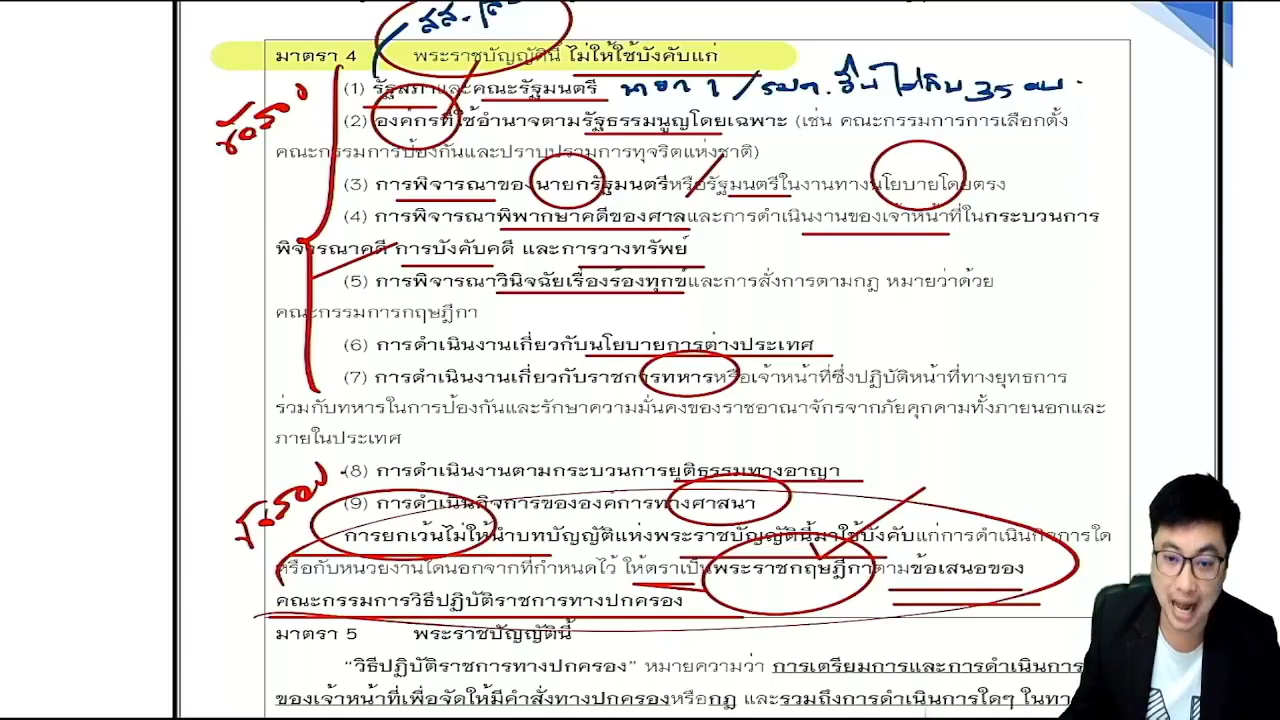 สส.
มาตรา 4 พระราชบัญญัตินี้ ไม่ให้ใช้บังคับแก่
(1) รัฐสภาและคณะรัฐมนตรี นายก 1 / รมต. อื่นไม่เกิน 35 คน
(2) องค์กรที่ใช้อำนาจตามรัฐธรรมนูญโดยเฉพาะ (เช่น คณะกรรมการการเลือกตั้ง
คณะกรรมการป้องกันและปราบปรามการทุจริตแห่งชาติ)
(3) การพิจารณาของนายกรัฐมนตรีหรือรัฐมนตรีในงานทางนโยบายโดยตรง
(4) การพิจารณาพิพากษาคดีของศาลและการดำเนินงานของเจ้าหน้าที่ในกระบวนการ
พิจารณาคดี การบังคับคดี และการวางทรัพย์
(5) การพิจารณาวินิจฉัยเรื่องร้องทุกข์และการสั่งการตามกฎ หมายว่าด้วย
คณะกรรมการกฤษฎีกา
(6) การดำเนินงานเกี่ยวกับนโยบายการต่างประเทศ
(7) การดำเนินงานเกี่ยวกับราชการทหารหรือเจ้าหน้าที่ซึ่งปฏิบัติหน้าที่ทางยุทธการ
ร่วมกับทหารในการป้องกันและรักษาความมั่นคงของราชอาณาจักรจากภัยคุกคามทั้งภายนอกและ
ภายในประเทศ
(8) การดำเนินงานตามกระบวนการยุติธรรมทางอาญา
(9) การดำเนินกิจการขององค์การทางศาสนา
การยกเว้นไม่ให้นำบทบัญญัติแห่งพระราชบัญญัตินี้มาใช้บังคับแก่การดำเนินกิจการใด
หรือกับหน่วยงานใดนอกจากที่กำหนดไว้ ให้ตราเป็นพระราชกฤษฎีกาตามข้อเสนอของ
คณะกรรมการวิธีปฏิบัติราชการทางปกครอง
มาตรา 5 พระราชบัญญัตินี้
“วิธีปฏิบัติราชการทางปกครอง” หมายความว่า การเตรียมการและการดำเนินการ
ของเจ้าหน้าที่เพื่อจัดให้มีคำสั่งทางปกครองหรือกฎ และรวมถึงการดำเนินการใดๆ ในทาง